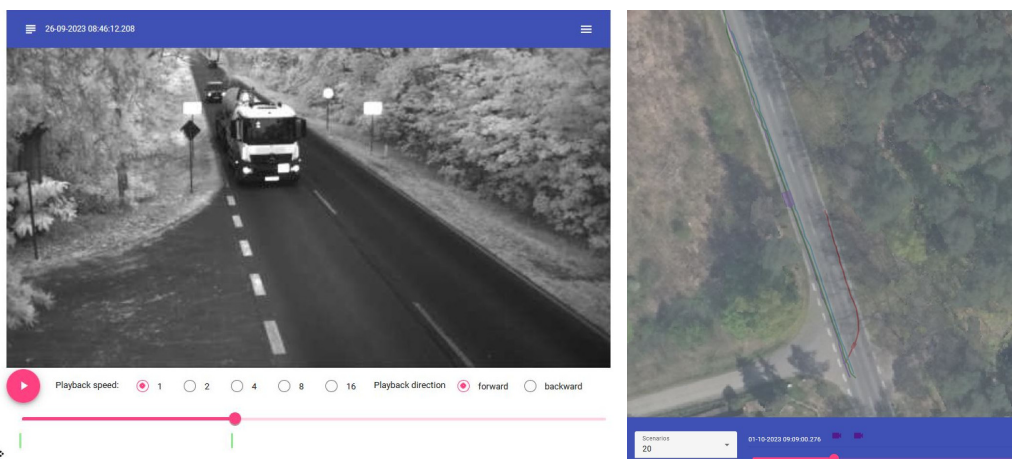 26-09-2023 08:46:12.208
Playback speed: 1 2 4 8 16 Playback direction forward backward
Scenarios
20
01-10-2023 09:09:00.276